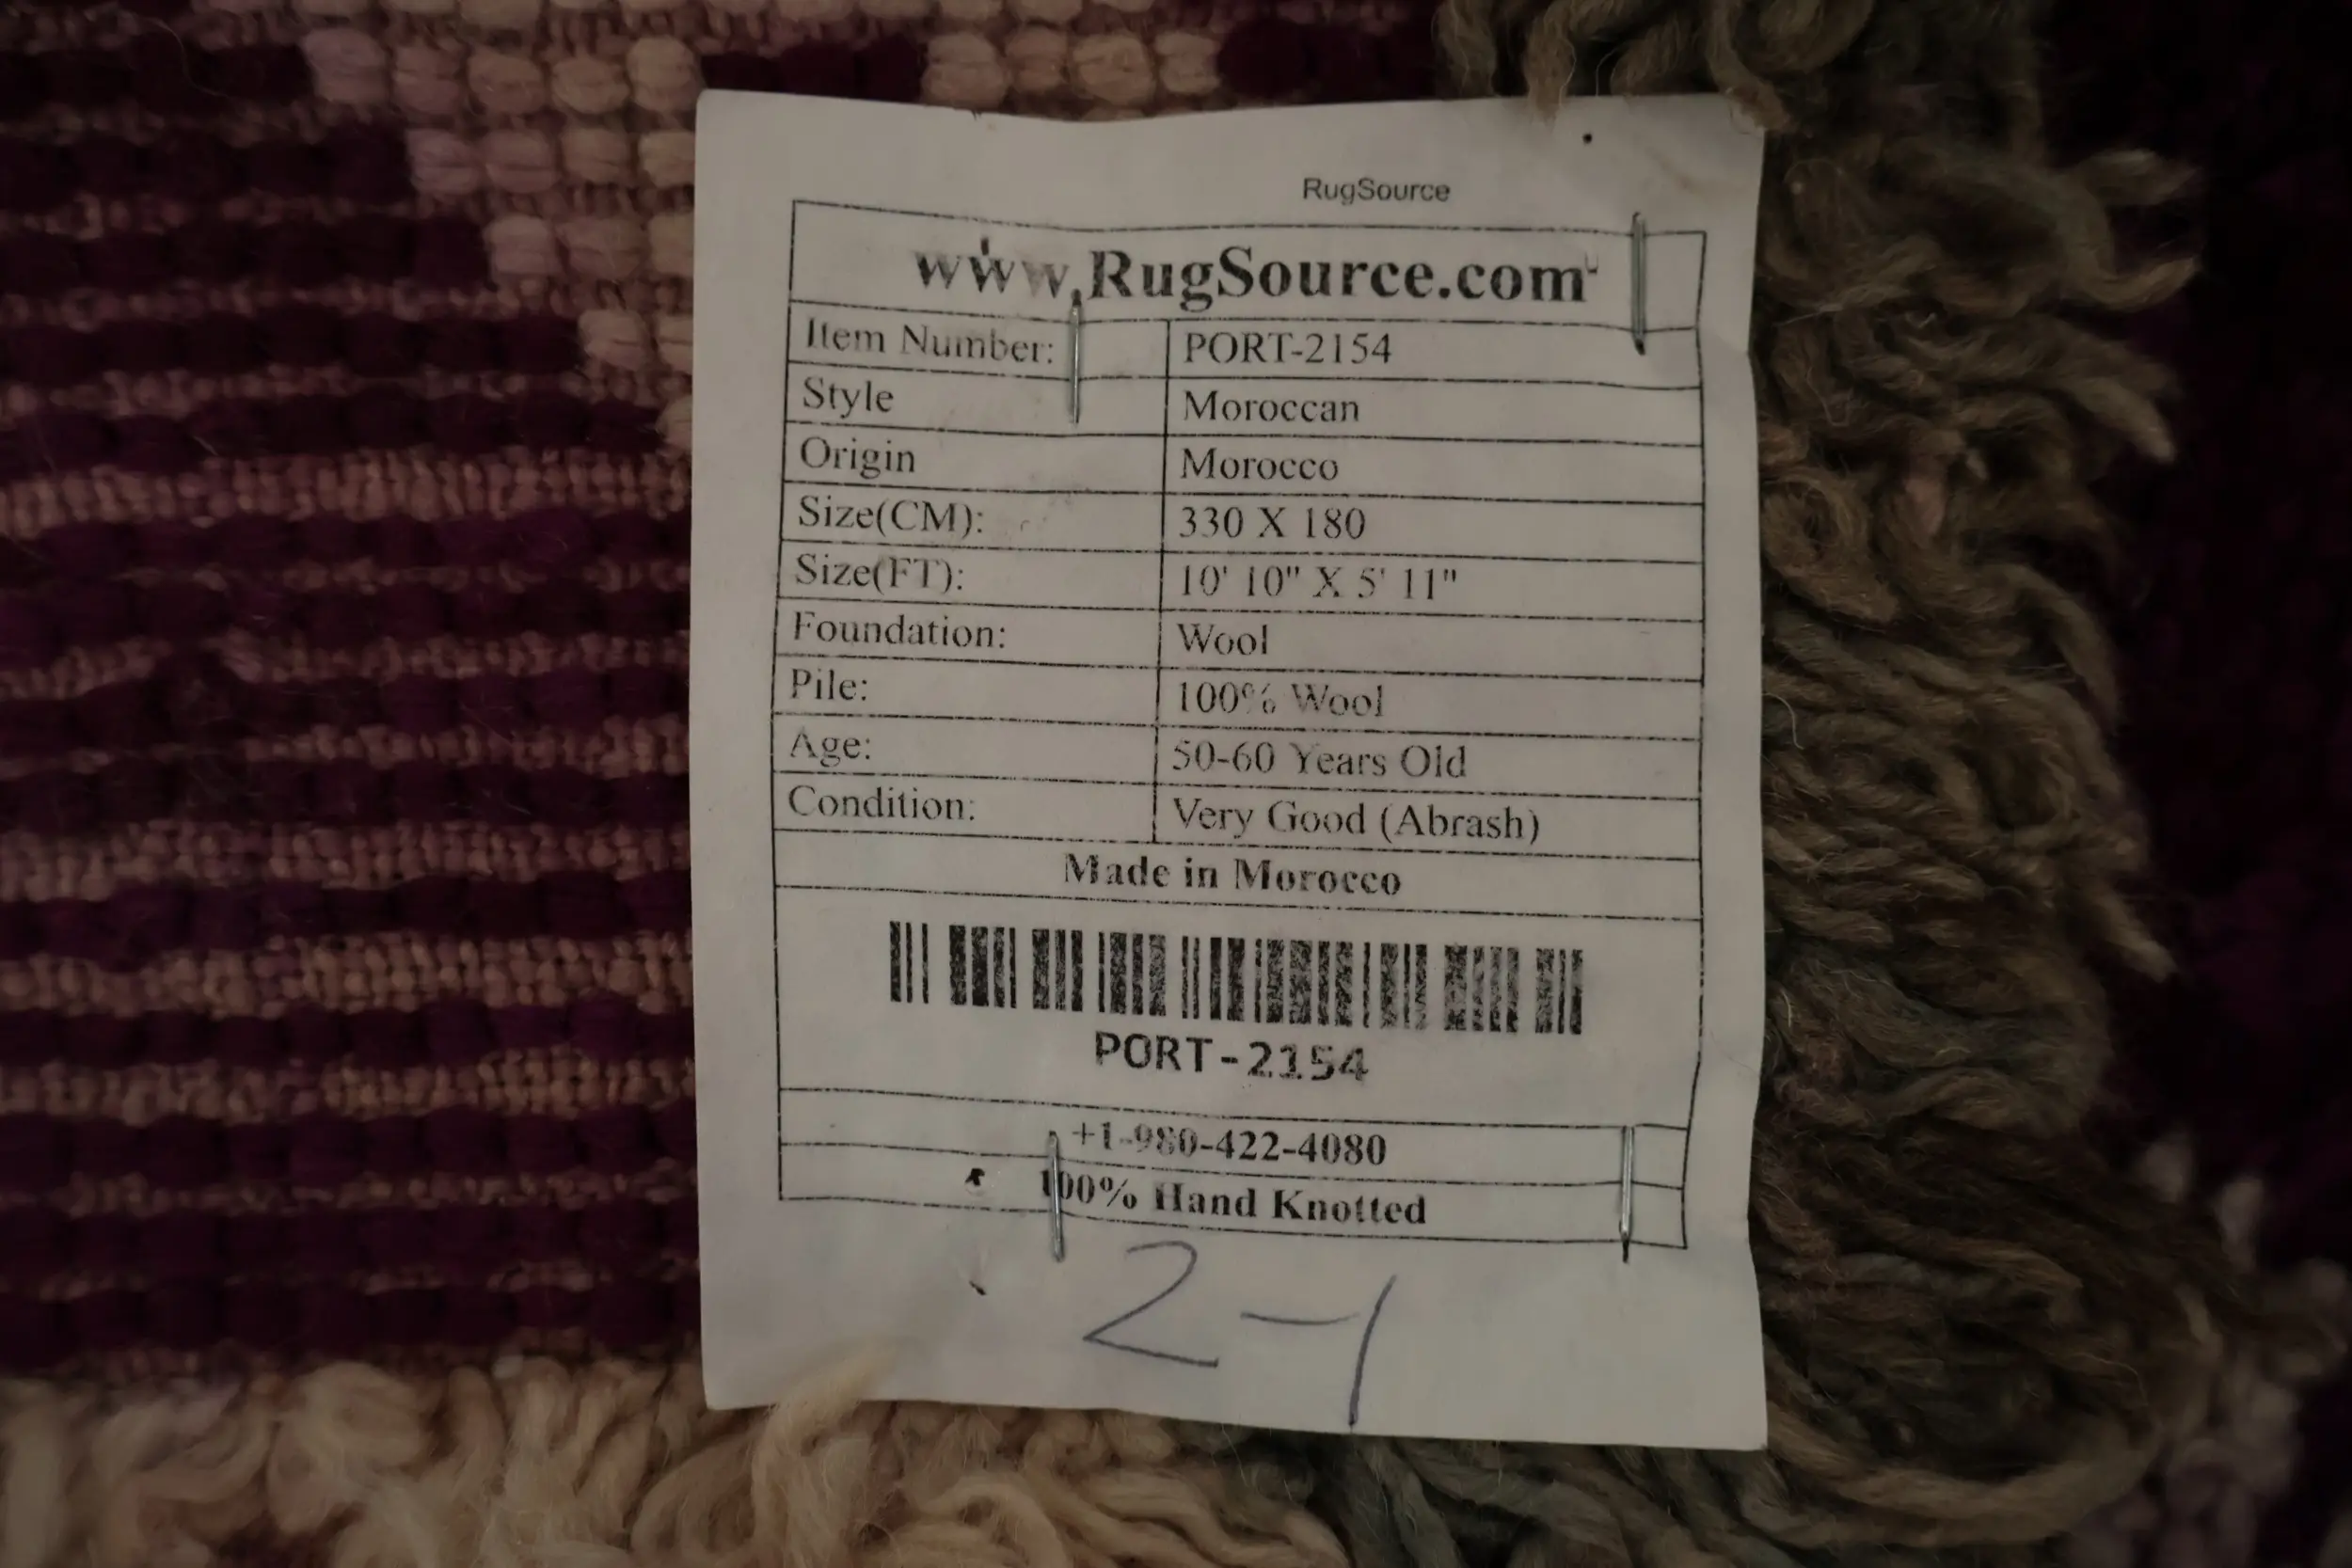 RugSource
www.RugSource.com
Item Number: PORT-2154
Style Moroccan
Origin Morocco
Size(CM): 330 X 180
Size(FT): 10' 10" X 5' 11"
Foundation: Wool
Pile: 100% Wool
Age: 50-60 Years Old
Condition: Very Good (Abrash)
Made in Morocco
PORT-2154
+1-980-422-4080
100% Hand Knotted
2-1